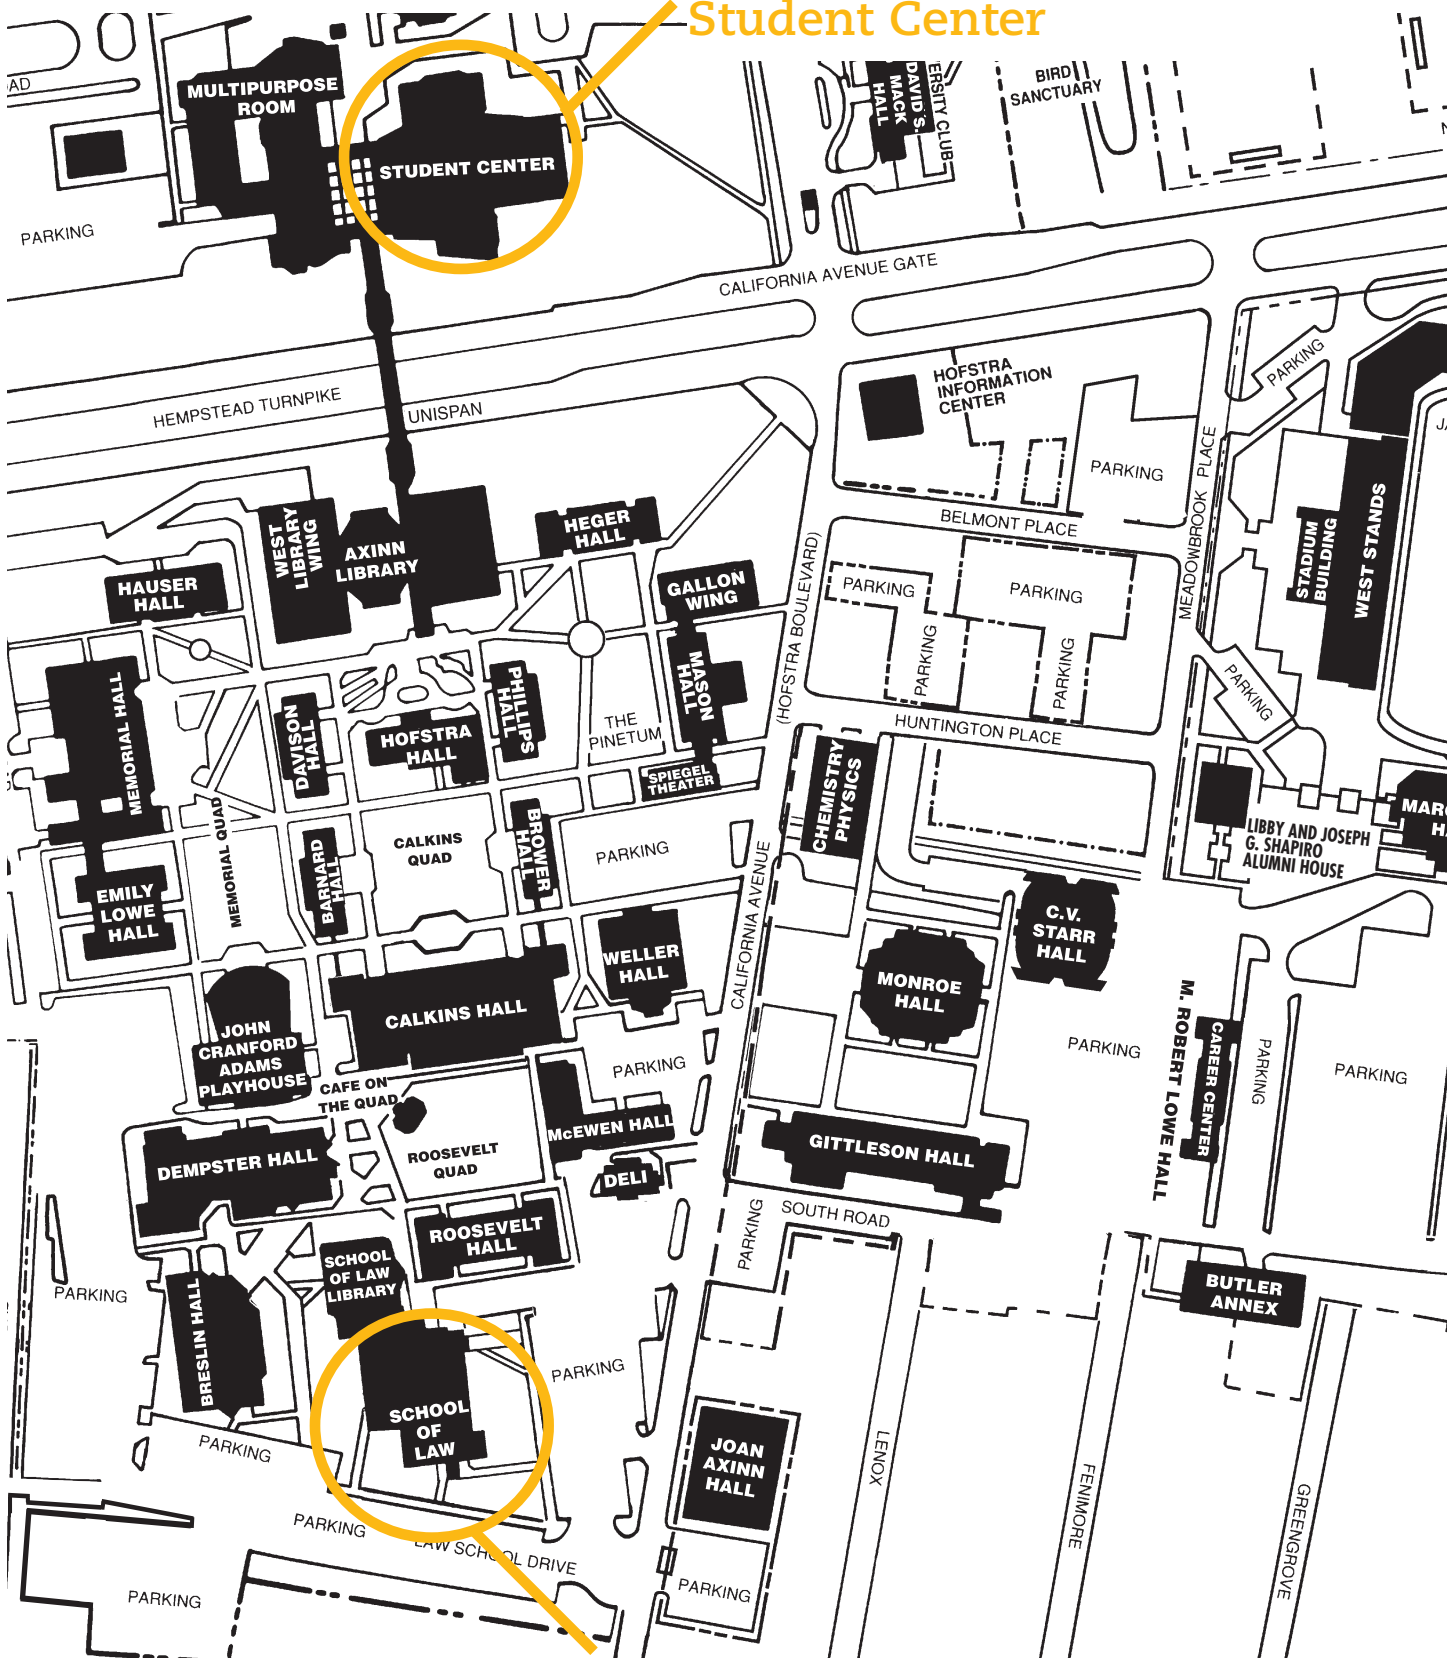 Student Center
MULTIPURPOSE
ROOM
STUDENT CENTER
DAVID S.
MACK
HALL
BIRD
SANCTUARY
PARKING
CALIFORNIA AVENUE GATE
HEMPSTEAD TURNPIKE
UNISPAN
HOFSTRA
INFORMATION
CENTER
PARKING
PARKING
MEADOWBROOK PLACE
BELMONT PLACE
STADIUM
BUILDING
WEST STANDS
WEST
LIBRARY
WING
AXINN
LIBRARY
HEGER
HALL
HAUSER
HALL
GALLON
WING
MASON
HALL
(HOFSTRA BOULEVARD)
PARKING
PARKING
PARKING
PARKING
PARKING
HUNTINGTON PLACE
MEMORIAL HALL
DAVISON
HALL
HOFSTRA
HALL
PHILLIPS
HALL
THE
PINETUM
SPIEGEL
THEATER
CHEMISTRY
PHYSICS
LIBBY AND JOSEPH
G. SHAPIRO
ALUMNI HOUSE
MEMORIAL QUAD
BARNARD
HALL
CALKINS
QUAD
BROWER
HALL
PARKING
CALIFORNIA AVENUE
EMILY
LOWE
HALL
WELLER
HALL
C.V.
STARR
HALL
MONROE
HALL
CALKINS HALL
JOHN
CRANFORD
ADAMS
PLAYHOUSE
CAFE ON
THE QUAD
PARKING
PARKING
M. ROBERT LOWE HALL
CAREER CENTER
PARKING
PARKING
McEWEN HALL
DEMPSTER HALL
ROOSEVELT
QUAD
DELI
GITTLESON HALL
SOUTH ROAD
PARKING
ROOSEVELT
HALL
SCHOOL
OF LAW
LIBRARY
PARKING
BRESLIN HALL
BUTLER
ANNEX
PARKING
SCHOOL
OF
LAW
PARKING
JOAN
AXINN
HALL
LENOX
FENIMORE
GREENGROVE
PARKING
LAW SCHOOL DRIVE
PARKING
PARKING